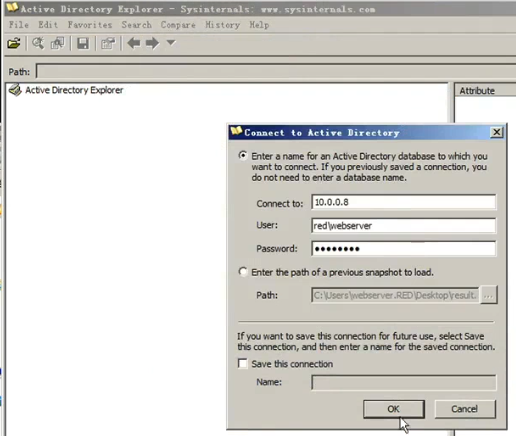 Active Directory Explorer - Sysinternals: www.sysinternals.com
File Edit Favorites Search Compare History Help
Path:
Active Directory Explorer
Attribute
Connect to Active Directory
Enter a name for an Active Directory database to which you
want to connect. If you previously saved a connection, you
do not need to enter a database name.
Connect to: 10.0.0.8
User: red\webserver
Password: ●●●●●●●●
Enter the path of a previous snapshot to load.
Path: C:\Users\webserver.RED\Desktop\result. ...
If you want to save this connection for future use, select Save
this connection, and then enter a name for the saved connection.
Save this connection
Name:
OK Cancel